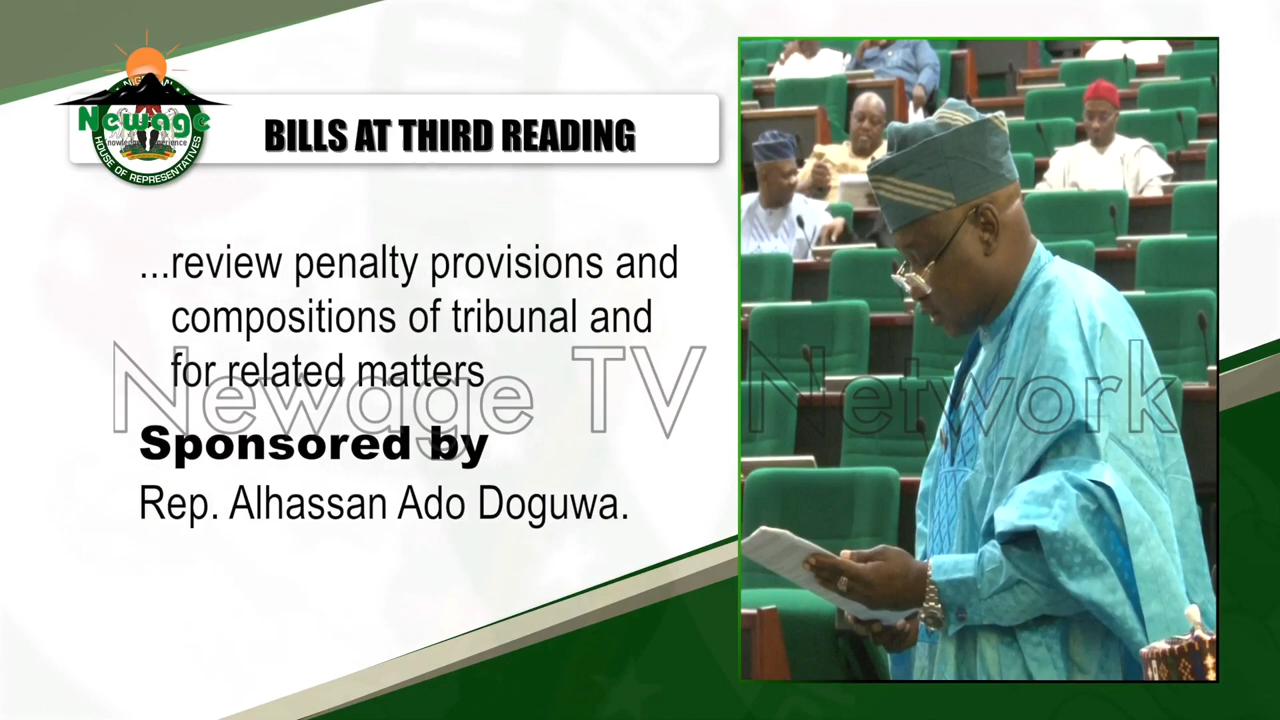 Newage
HOUSE OF REPRESENTATIVES
BILLS AT THIRD READING
...review penalty provisions and
compositions of tribunal and
for related matters
Newage TV Network
Sponsored by
Rep. Alhassan Ado Doguwa.